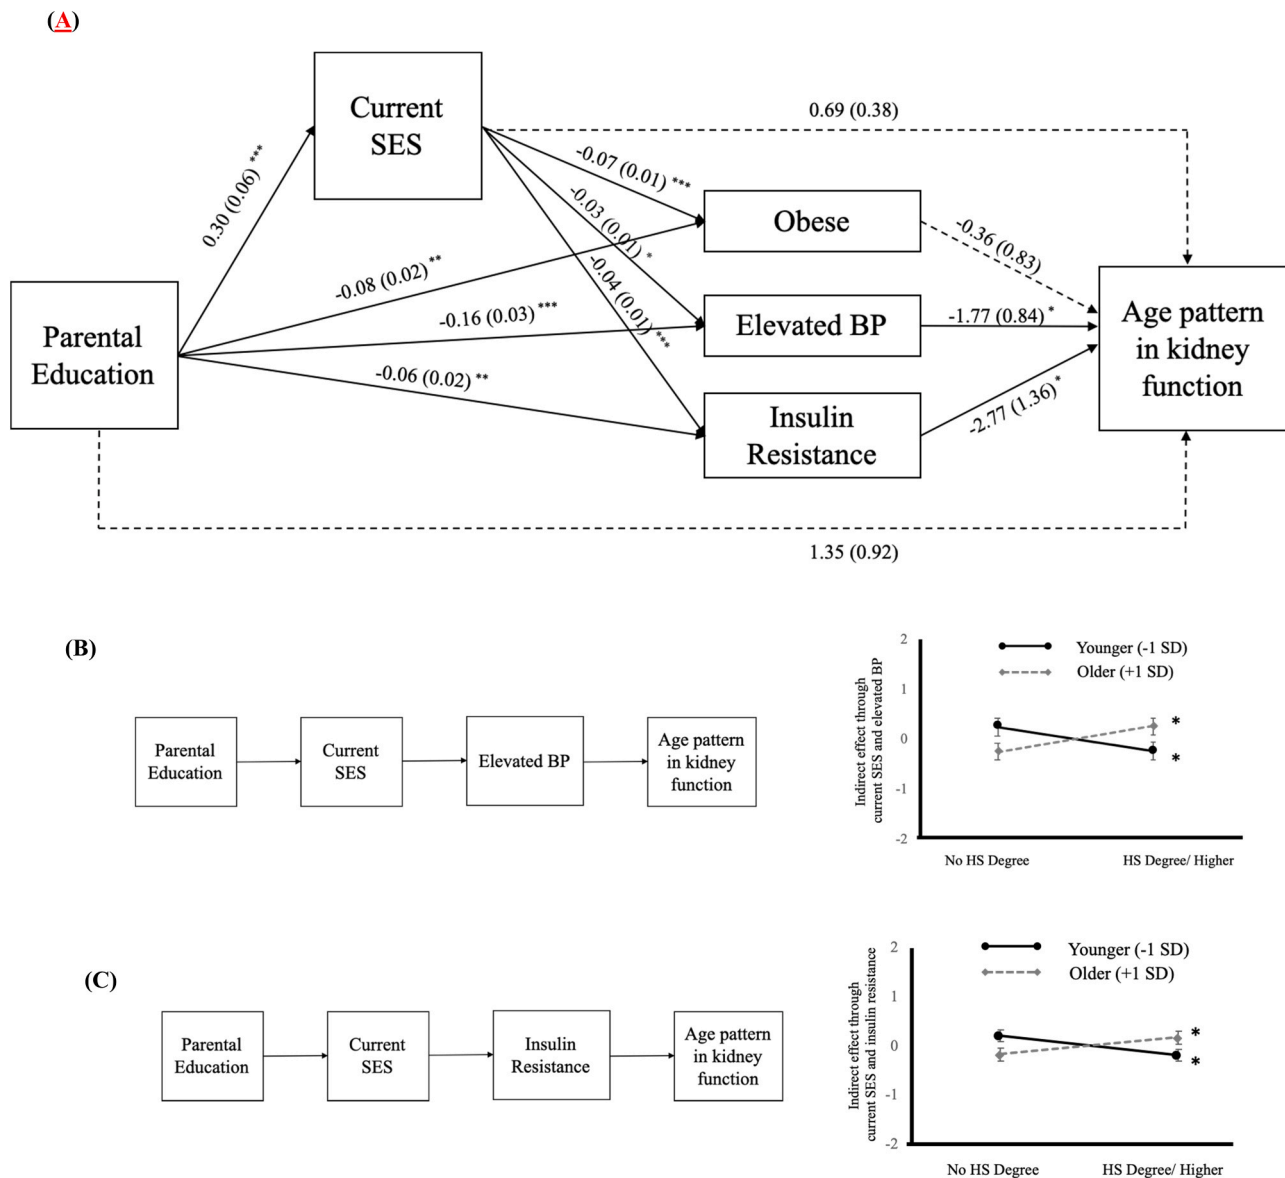 (A)
Current
SES
0.69 (0.38)
0.30 (0.06) ***
-0.07 (0.01) ***
-0.03 (0.01) *
-0.04 (0.01) ***
Obese
-0.36 (0.83)
-0.08 (0.02) **
Parental
Education
-0.16 (0.03) ***
Elevated BP
-1.77 (0.84) *
Age pattern
in kidney
function
-0.06 (0.02) **
Insulin
Resistance
-2.77 (1.36) *
1.35 (0.92)
(B)
Parental
Education
Current
SES
Elevated BP
Age pattern
in kidney
function
Indirect effect through
current SES and elevated BP
2
1
0
-1
-2
Younger (-1 SD)
Older (+1 SD)
*
*
No HS Degree
HS Degree/ Higher
(C)
Parental
Education
Current
SES
Insulin
Resistance
Age pattern
in kidney
function
Indirect effect through
current SES and insulin resistance
2
1
0
-1
-2
Younger (-1 SD)
Older (+1 SD)
*
*
No HS Degree
HS Degree/ Higher